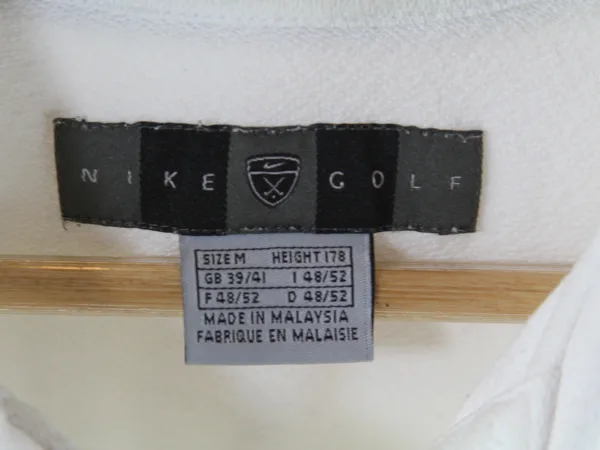 NIKE GOLF
SIZE M HEIGHT 178
GB 39/41 I 48/52
F 48/52 D 48/52
MADE IN MALAYSIA
FABRIQUE EN MALAISIE